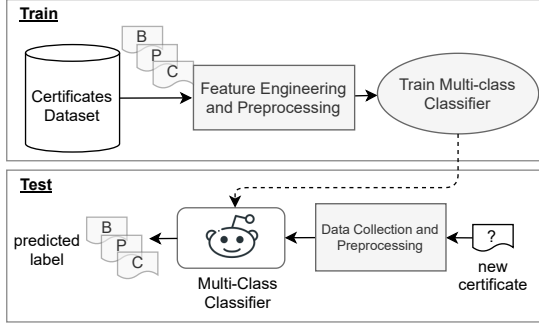 Train
B
P
C
Certificates
Dataset
Feature Engineering
and Preprocessing
Train Multi-class
Classifier
Test
predicted
label
B
P
C
Multi-Class
Classifier
Data Collection and
Preprocessing
?
new
certificate